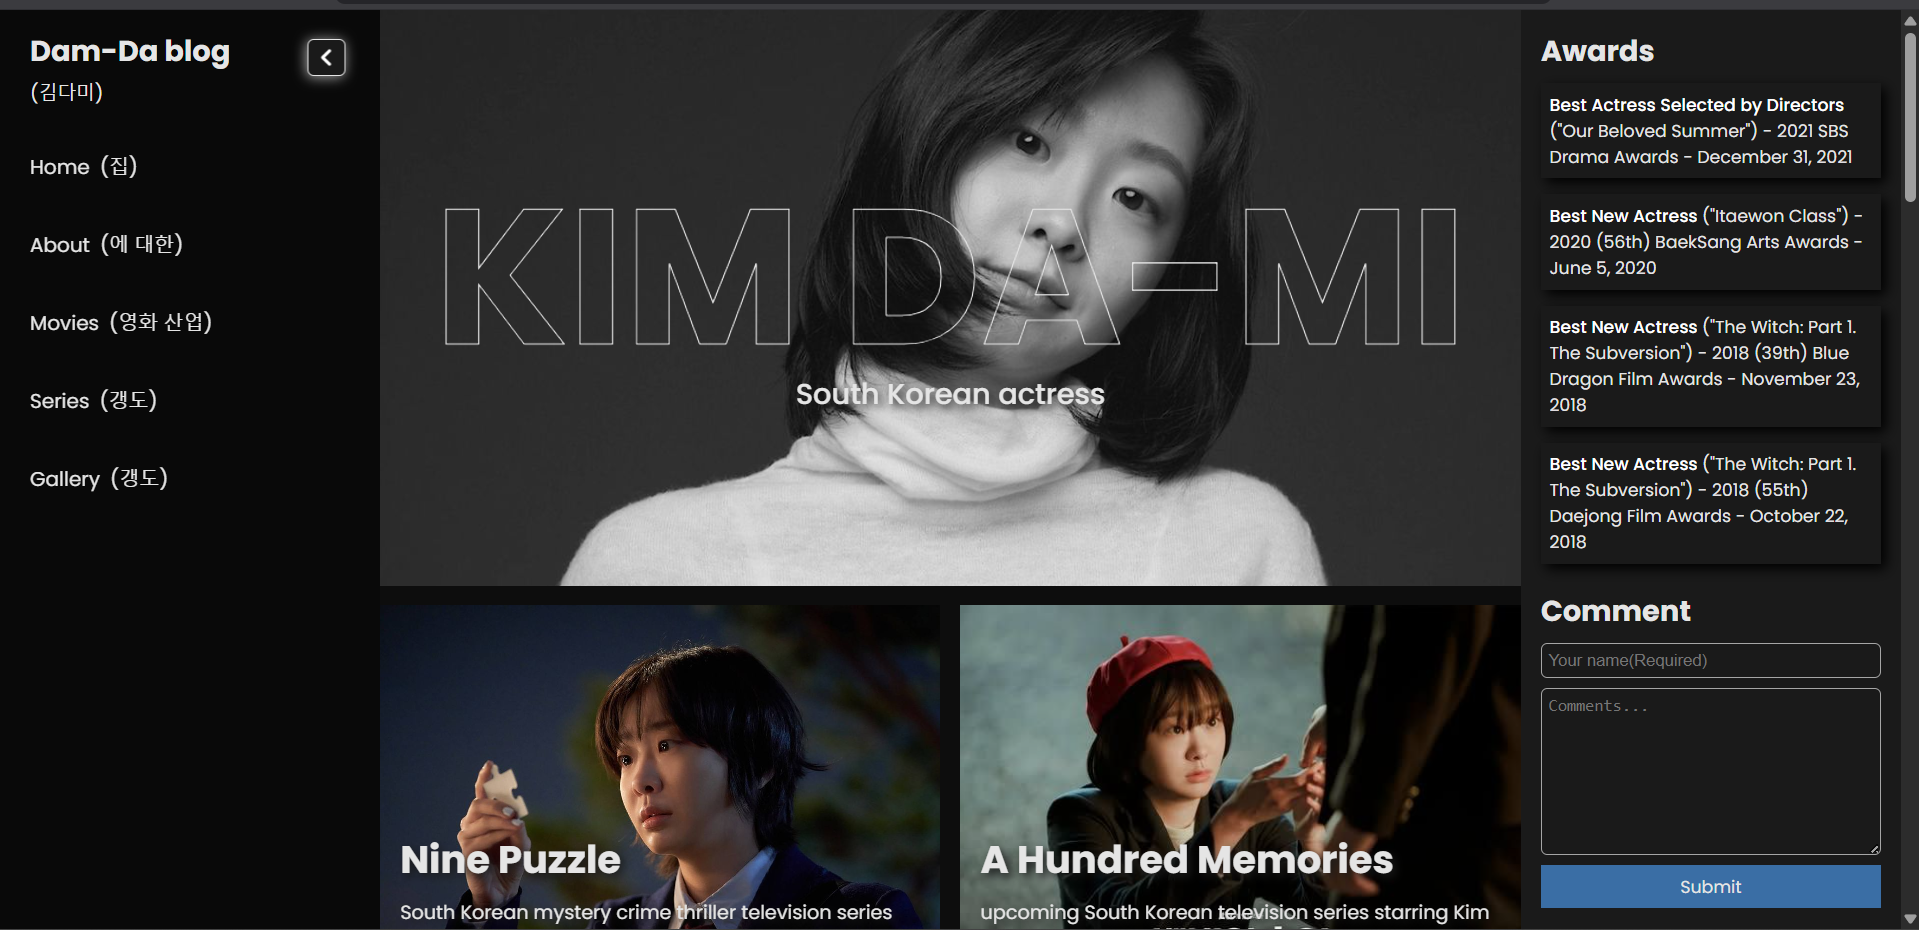 Dam-Da blog
(김다미)
Home (집)
About (에 대한)
Movies (영화 산업)
Series (갱도)
Gallery (갱도)
KIM DA-MI
South Korean actress
Nine Puzzle
South Korean mystery crime thriller television series
A Hundred Memories
upcoming South Korean television series starring Kim
Awards
Best Actress Selected by Directors
("Our Beloved Summer") - 2021 SBS
Drama Awards - December 31, 2021
Best New Actress ("Itaewon Class") -
2020 (56th) BaekSang Arts Awards -
June 5, 2020
Best New Actress ("The Witch: Part 1.
The Subversion") - 2018 (39th) Blue
Dragon Film Awards - November 23,
2018
Best New Actress ("The Witch: Part 1.
The Subversion") - 2018 (55th)
Daejong Film Awards - October 22,
2018
Comment
Your name(Required)
Comments...
Submit